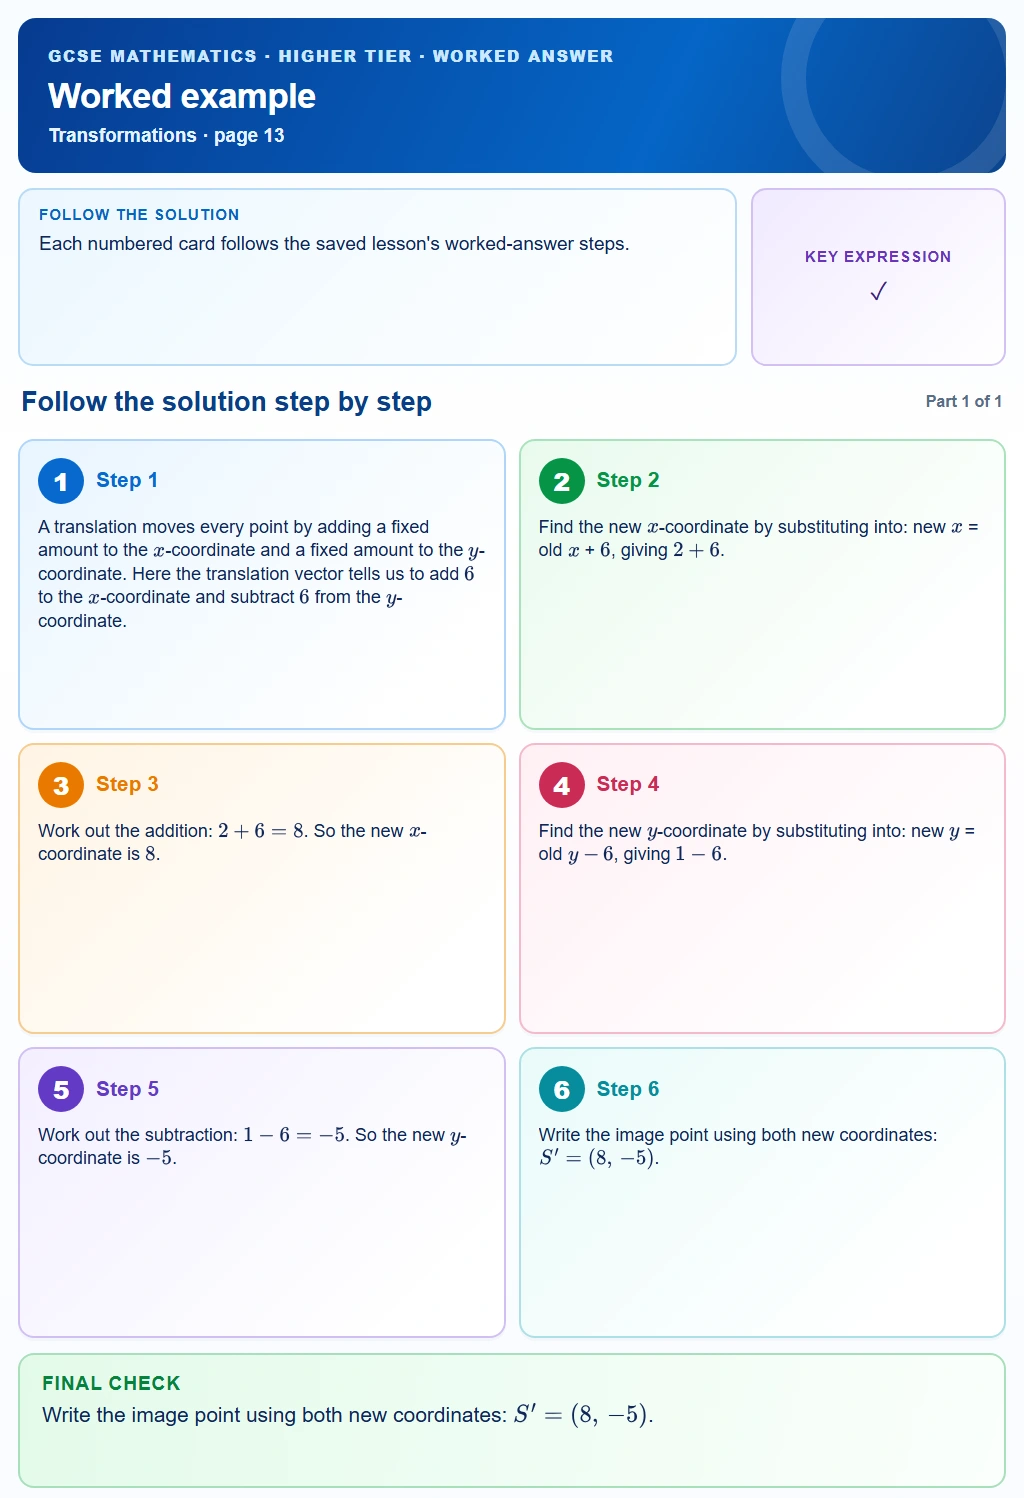 GCSE MATHEMATICS · HIGHER TIER · WORKED ANSWER
Worked example
Transformations · page 13
FOLLOW THE SOLUTION
Each numbered card follows the saved lesson's worked-answer steps.
KEY EXPRESSION
✓
Follow the solution step by step
Part 1 of 1
1 Step 1
A translation moves every point by adding a fixed
amount to the x-coordinate and a fixed amount to the y-
coordinate. Here the translation vector tells us to add 6
to the x-coordinate and subtract 6 from the y-
coordinate.
2 Step 2
Find the new x-coordinate by substituting into: new x =
old x + 6, giving 2 + 6.
3 Step 3
Work out the addition: 2 + 6 = 8. So the new x-
coordinate is 8.
4 Step 4
Find the new y-coordinate by substituting into: new y =
old y − 6, giving 1 − 6.
5 Step 5
Work out the subtraction: 1 − 6 = −5. So the new y-
coordinate is −5.
6 Step 6
Write the image point using both new coordinates:
S′ = (8, −5).
FINAL CHECK
Write the image point using both new coordinates: S′ = (8, −5).